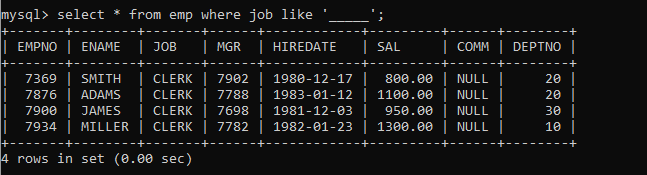 mysql> select * from emp where job like '_____';
+-------+--------+-------+------+------------+---------+------+--------+
| EMPNO | ENAME  | JOB   | MGR  | HIREDATE   | SAL     | COMM | DEPTNO |
+-------+--------+-------+------+------------+---------+------+--------+
|  7369 | SMITH  | CLERK | 7902 | 1980-12-17 |  800.00 | NULL |     20 |
|  7876 | ADAMS  | CLERK | 7788 | 1983-01-12 | 1100.00 | NULL |     20 |
|  7900 | JAMES  | CLERK | 7698 | 1981-12-03 |  950.00 | NULL |     30 |
|  7934 | MILLER | CLERK | 7782 | 1982-01-23 | 1300.00 | NULL |     10 |
+-------+--------+-------+------+------------+---------+------+--------+
4 rows in set (0.00 sec)